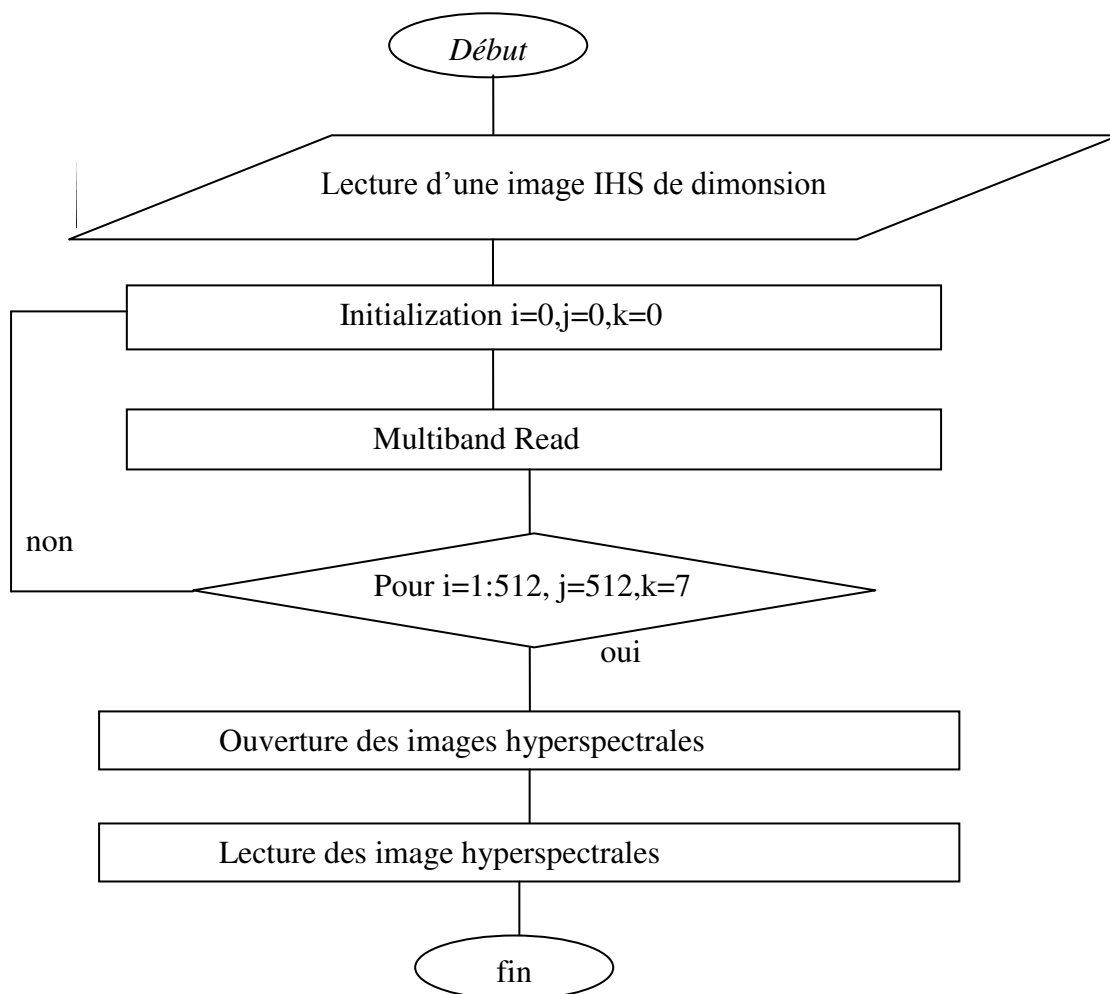 Début
Lecture d’une image IHS de dimonsion
Initialization i=0,j=0,k=0
Multiband Read
non
Pour i=1:512, j=512,k=7
oui
Ouverture des images hyperspectrales
Lecture des image hyperspectrales
fin